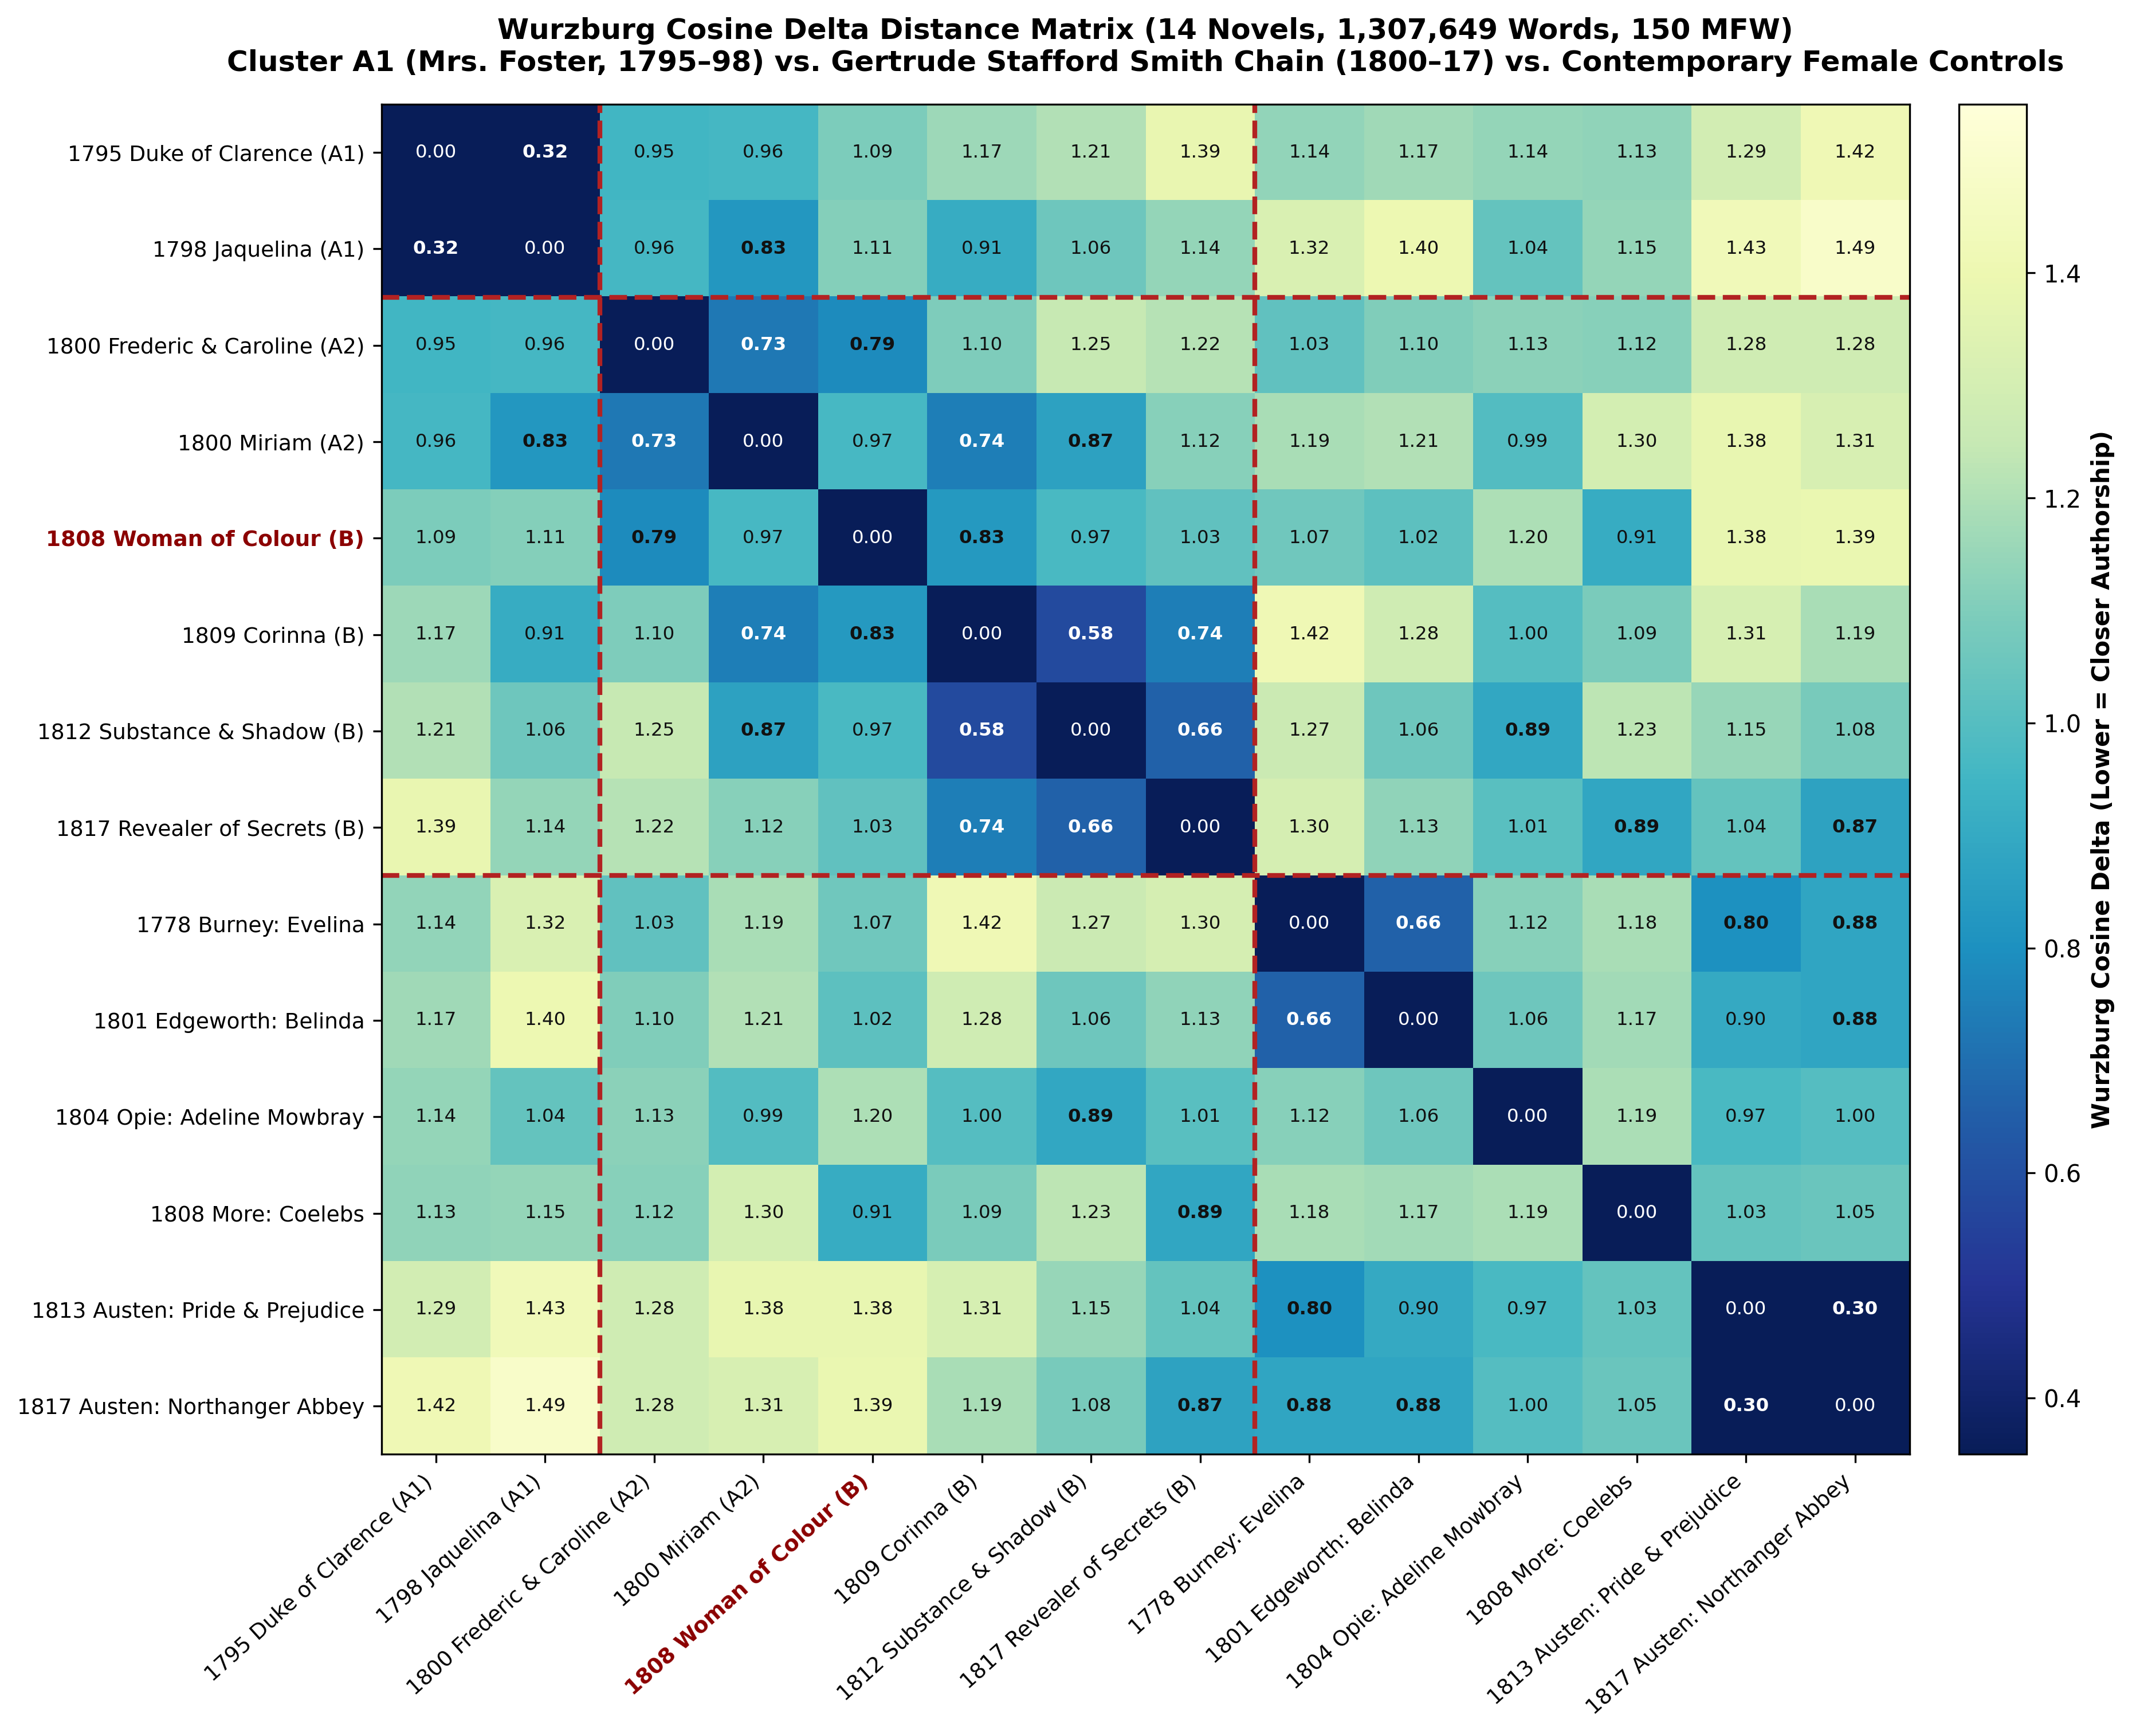 Wurzburg Cosine Delta Distance Matrix (14 Novels, 1,307,649 Words, 150 MFW)
Cluster A1 (Mrs. Foster, 1795–98) vs. Gertrude Stafford Smith Chain (1800–17) vs. Contemporary Female Controls
1795 Duke of Clarence (A1) 0.00 0.32 0.95 0.96 1.09 1.17 1.21 1.39 1.14 1.17 1.14 1.13 1.29 1.42
1798 Jaquelina (A1) 0.32 0.00 0.96 0.83 1.11 0.91 1.06 1.14 1.32 1.40 1.04 1.15 1.43 1.49
1800 Frederic & Caroline (A2) 0.95 0.96 0.00 0.73 0.79 1.10 1.25 1.22 1.03 1.10 1.13 1.12 1.28 1.28
1800 Miriam (A2) 0.96 0.83 0.73 0.00 0.97 0.74 0.87 1.12 1.19 1.21 0.99 1.30 1.38 1.31
1808 Woman of Colour (B) 1.09 1.11 0.79 0.97 0.00 0.83 0.97 1.03 1.07 1.02 1.20 0.91 1.38 1.39
1809 Corinna (B) 1.17 0.91 1.10 0.74 0.83 0.00 0.58 0.74 1.42 1.28 1.00 1.09 1.31 1.19
1812 Substance & Shadow (B) 1.21 1.06 1.25 0.87 0.97 0.58 0.00 0.66 1.27 1.06 0.89 1.23 1.15 1.08
1817 Revealer of Secrets (B) 1.39 1.14 1.22 1.12 1.03 0.74 0.66 0.00 1.30 1.13 1.01 0.89 1.04 0.87
1778 Burney: Evelina 1.14 1.32 1.03 1.19 1.07 1.42 1.27 1.30 0.00 0.66 1.12 1.18 0.80 0.88
1801 Edgeworth: Belinda 1.17 1.40 1.10 1.21 1.02 1.28 1.06 1.13 0.66 0.00 1.06 1.17 0.90 0.88
1804 Opie: Adeline Mowbray 1.14 1.04 1.13 0.99 1.20 1.00 0.89 1.01 1.12 1.06 0.00 1.19 0.97 1.00
1808 More: Coelebs 1.13 1.15 1.12 1.30 0.91 1.09 1.23 0.89 1.18 1.17 1.19 0.00 1.03 1.05
1813 Austen: Pride & Prejudice 1.29 1.43 1.28 1.38 1.38 1.31 1.15 1.04 0.80 0.90 0.97 1.03 0.00 0.30
1817 Austen: Northanger Abbey 1.42 1.49 1.28 1.31 1.39 1.19 1.08 0.87 0.88 0.88 1.00 1.05 0.30 0.00
1795 Duke of Clarence (A1)
1798 Jaquelina (A1)
1800 Frederic & Caroline (A2)
1800 Miriam (A2)
1808 Woman of Colour (B)
1809 Corinna (B)
1812 Substance & Shadow (B)
1817 Revealer of Secrets (B)
1778 Burney: Evelina
1801 Edgeworth: Belinda
1804 Opie: Adeline Mowbray
1808 More: Coelebs
1813 Austen: Pride & Prejudice
1817 Austen: Northanger Abbey
1.4
1.2
1.0
0.8
0.6
0.4
Wurzburg Cosine Delta (Lower = Closer Authorship)